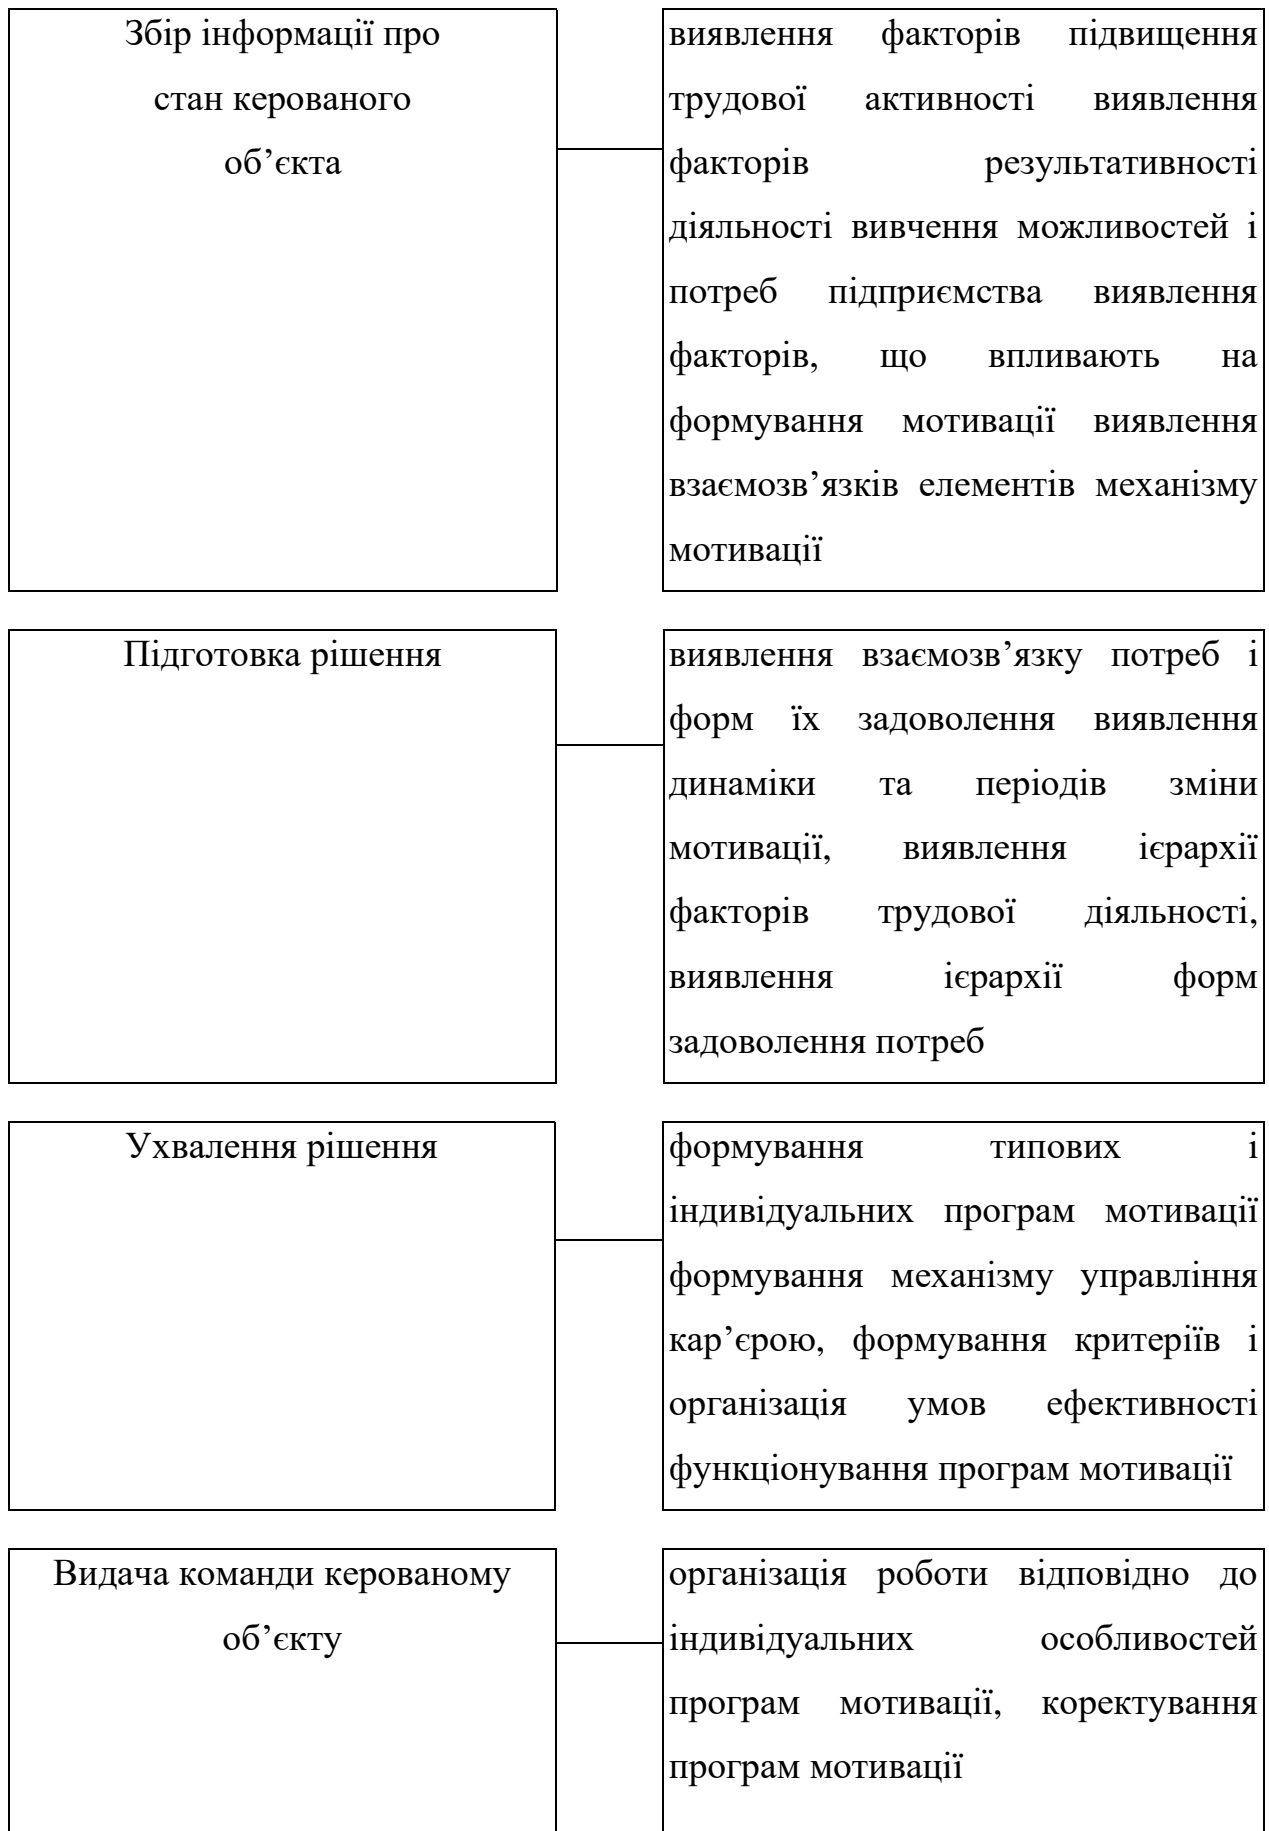 Збір інформації про
стан керованого
об’єкта
виявлення факторів підвищення
трудової активності виявлення
факторів результативності
діяльності вивчення можливостей і
потреб підприємства виявлення
факторів, що впливають на
формування мотивації виявлення
взаємозв’язків елементів механізму
мотивації
Підготовка рішення
виявлення взаємозв’язку потреб і
форм їх задоволення виявлення
динаміки та періодів зміни
мотивації, виявлення ієрархії
факторів трудової діяльності,
виявлення ієрархії форм
задоволення потреб
Ухвалення рішення
формування типових і
індивідуальних програм мотивації
формування механізму управління
кар’єрою, формування критеріїв і
організація умов ефективності
функціонування програм мотивації
Видача команди керованому
об’єкту
організація роботи відповідно до
індивідуальних особливостей
програм мотивації, коректування
програм мотивації